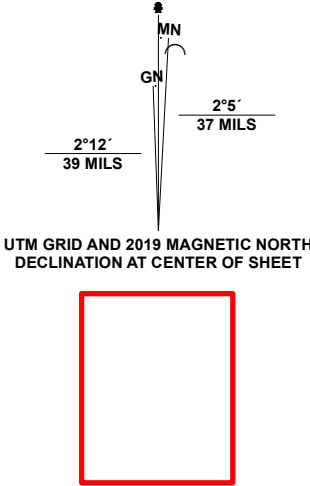 MN
GN
2°5´
37 MILS
2°12´
39 MILS
UTM GRID AND 2019 MAGNETIC NORTH
DECLINATION AT CENTER OF SHEET